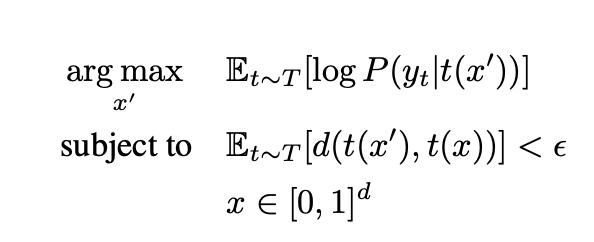 arg max 𝔼_{t∼T}[log P(y_t|t(x′))]
x′
subject to 𝔼_{t∼T}[d(t(x′), t(x))] < ϵ
x ∈ [0, 1]^d